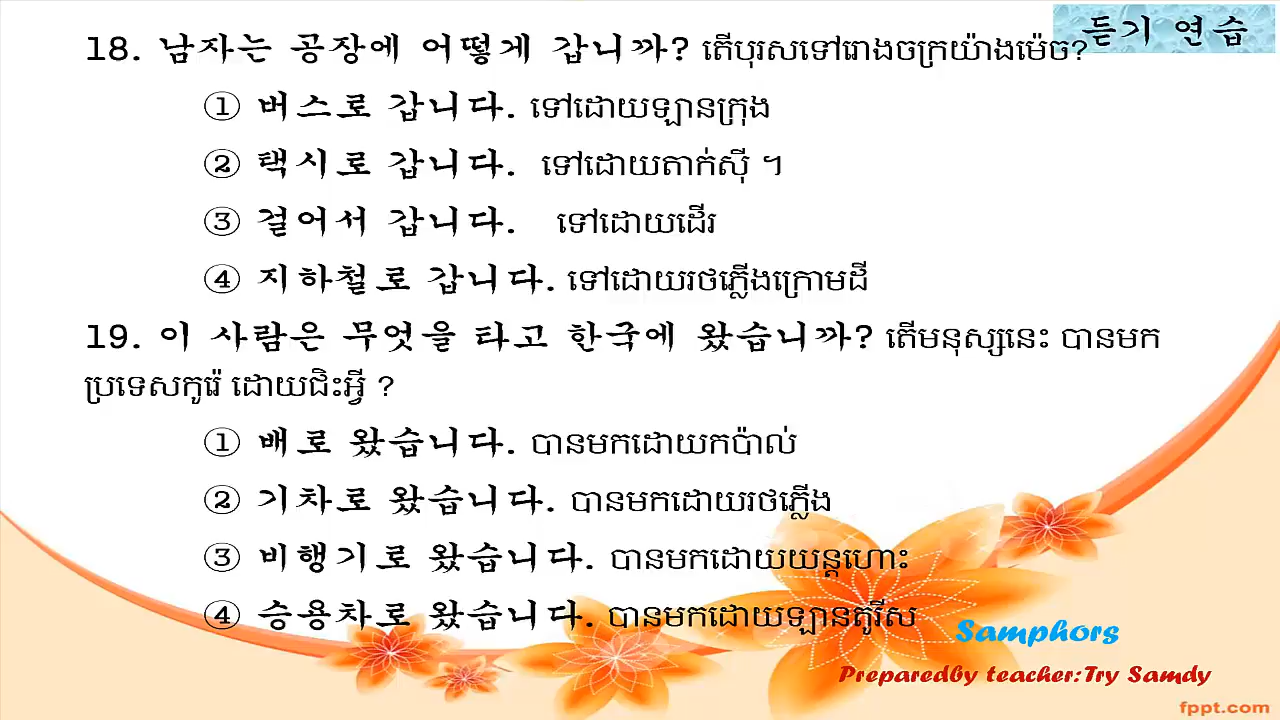 듣기 연습
18. 남자는 공장에 어떻게 갑니까? តើបុរសទៅរោងចក្រយ៉ាងម៉េច?
① 버스로 갑니다. ទៅដោយឡានក្រុង
② 택시로 갑니다. ទៅដោយតាក់ស៊ី ។
③ 걸어서 갑니다. ទៅដោយដើរ
④ 지하철로 갑니다. ទៅដោយរថភ្លើងក្រោមដី
19. 이 사람은 무엇을 타고 한국에 왔습니까? តើមនុស្សនេះ បានមក
ប្រទេសកូរ៉េ ដោយជិះអ្វី ?
① 배로 왔습니다. បានមកដោយកប៉ាល់
② 기차로 왔습니다. បានមកដោយរថភ្លើង
③ 비행기로 왔습니다. បានមកដោយយន្តហោះ
④ 승용차로 왔습니다. បានមកដោយឡានតូរីស
Samphors
Preparedby teacher:Try Samdy
fppt.com